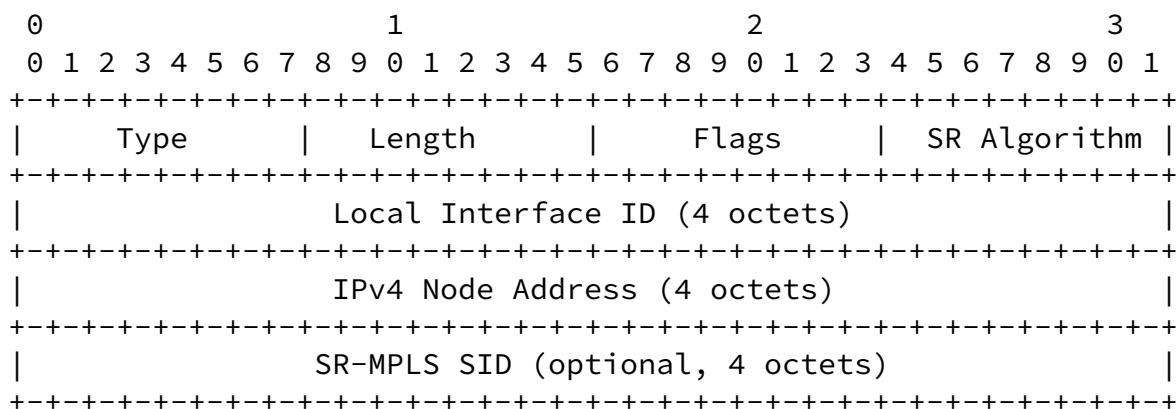 0                   1                   2                   3
 0 1 2 3 4 5 6 7 8 9 0 1 2 3 4 5 6 7 8 9 0 1 2 3 4 5 6 7 8 9 0 1
+-+-+-+-+-+-+-+-+-+-+-+-+-+-+-+-+-+-+-+-+-+-+-+-+-+-+-+-+-+-+-+-+
|      Type     |   Length      |     Flags     |  SR Algorithm |
+-+-+-+-+-+-+-+-+-+-+-+-+-+-+-+-+-+-+-+-+-+-+-+-+-+-+-+-+-+-+-+-+
|                 Local Interface ID (4 octets)                 |
+-+-+-+-+-+-+-+-+-+-+-+-+-+-+-+-+-+-+-+-+-+-+-+-+-+-+-+-+-+-+-+-+
|                 IPv4 Node Address (4 octets)                  |
+-+-+-+-+-+-+-+-+-+-+-+-+-+-+-+-+-+-+-+-+-+-+-+-+-+-+-+-+-+-+-+-+
|                SR-MPLS SID (optional, 4 octets)               |
+-+-+-+-+-+-+-+-+-+-+-+-+-+-+-+-+-+-+-+-+-+-+-+-+-+-+-+-+-+-+-+-+